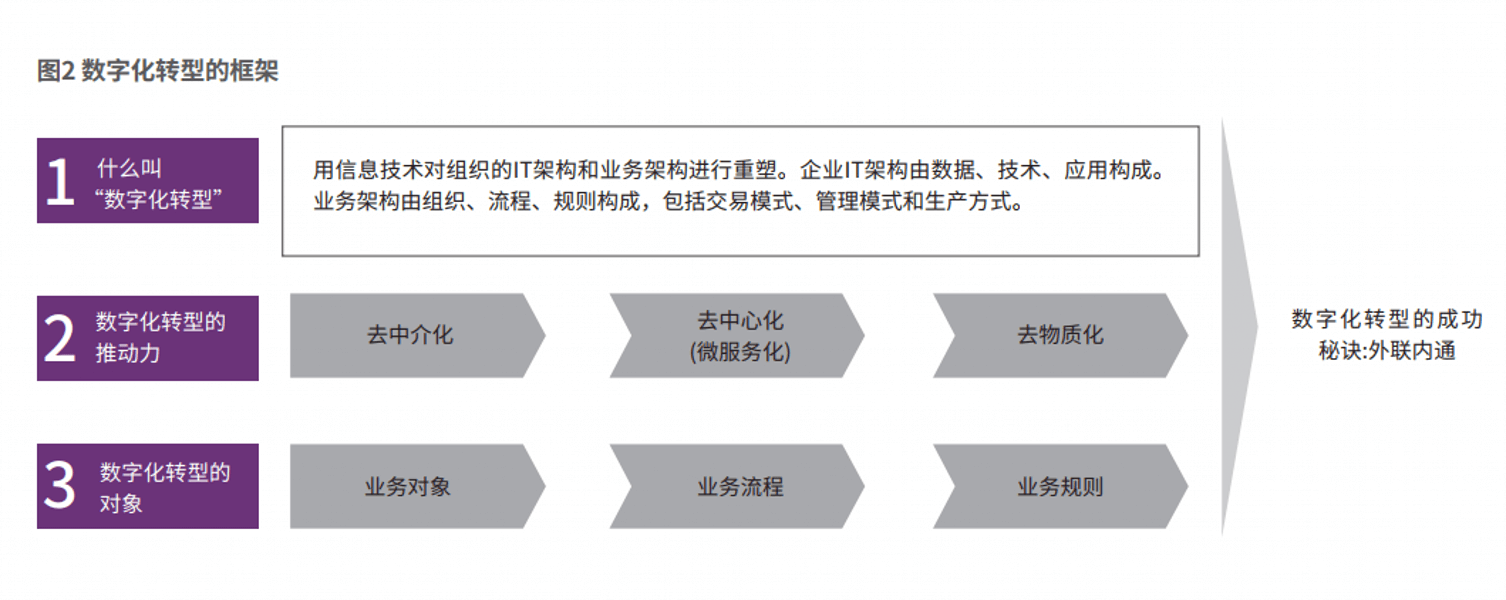 图2 数字化转型的框架
1
什么叫
“数字化转型”
用信息技术对组织的IT架构和业务架构进行重塑。企业IT架构由数据、技术、应用构成。
业务架构由组织、流程、规则构成，包括交易模式、管理模式和生产方式。
2
数字化转型的
推动力
去中介化
去中心化
(微服务化)
去物质化
3
数字化转型的
对象
业务对象
业务流程
业务规则
数字化转型的成功
秘诀:外联内通